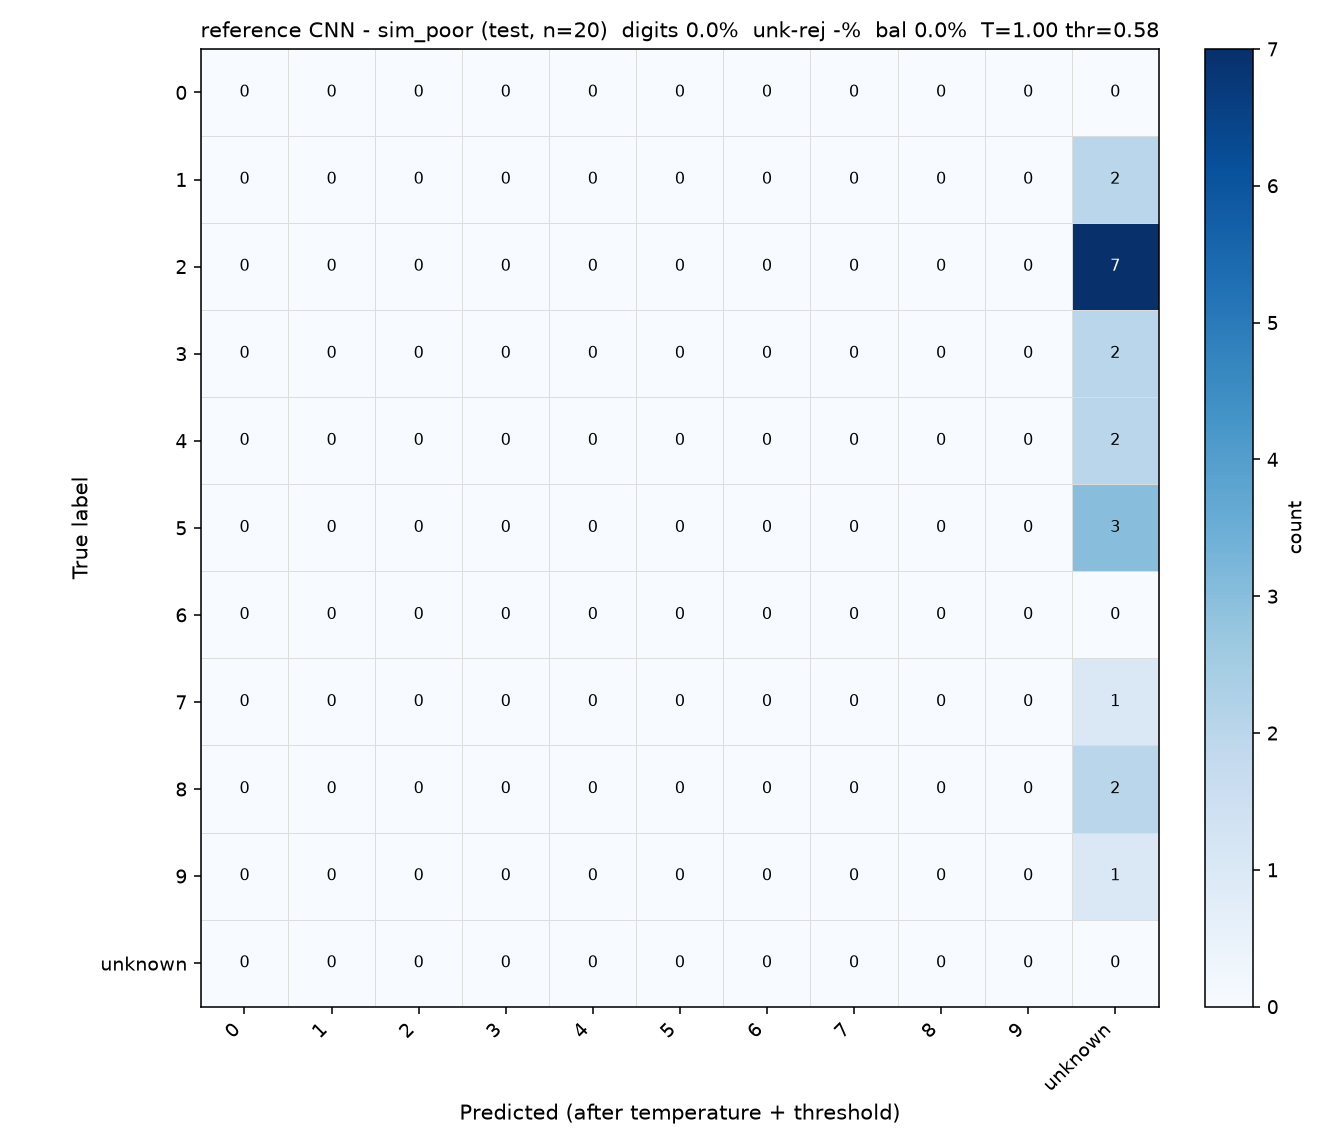 reference CNN - sim_poor (test, n=20)  digits 0.0%  unk-rej -%  bal 0.0%  T=1.00 thr=0.58
0 0 0 0 0 0 0 0 0 0 0 0
1 0 0 0 0 0 0 0 0 0 0 2
2 0 0 0 0 0 0 0 0 0 0 7
3 0 0 0 0 0 0 0 0 0 0 2
4 0 0 0 0 0 0 0 0 0 0 2
5 0 0 0 0 0 0 0 0 0 0 3
6 0 0 0 0 0 0 0 0 0 0 0
7 0 0 0 0 0 0 0 0 0 0 1
8 0 0 0 0 0 0 0 0 0 0 2
9 0 0 0 0 0 0 0 0 0 0 1
unknown 0 0 0 0 0 0 0 0 0 0 0
0 1 2 3 4 5 6 7 8 9 unknown
Predicted (after temperature + threshold)
True label
7
6
5
4
3
2
1
0
count